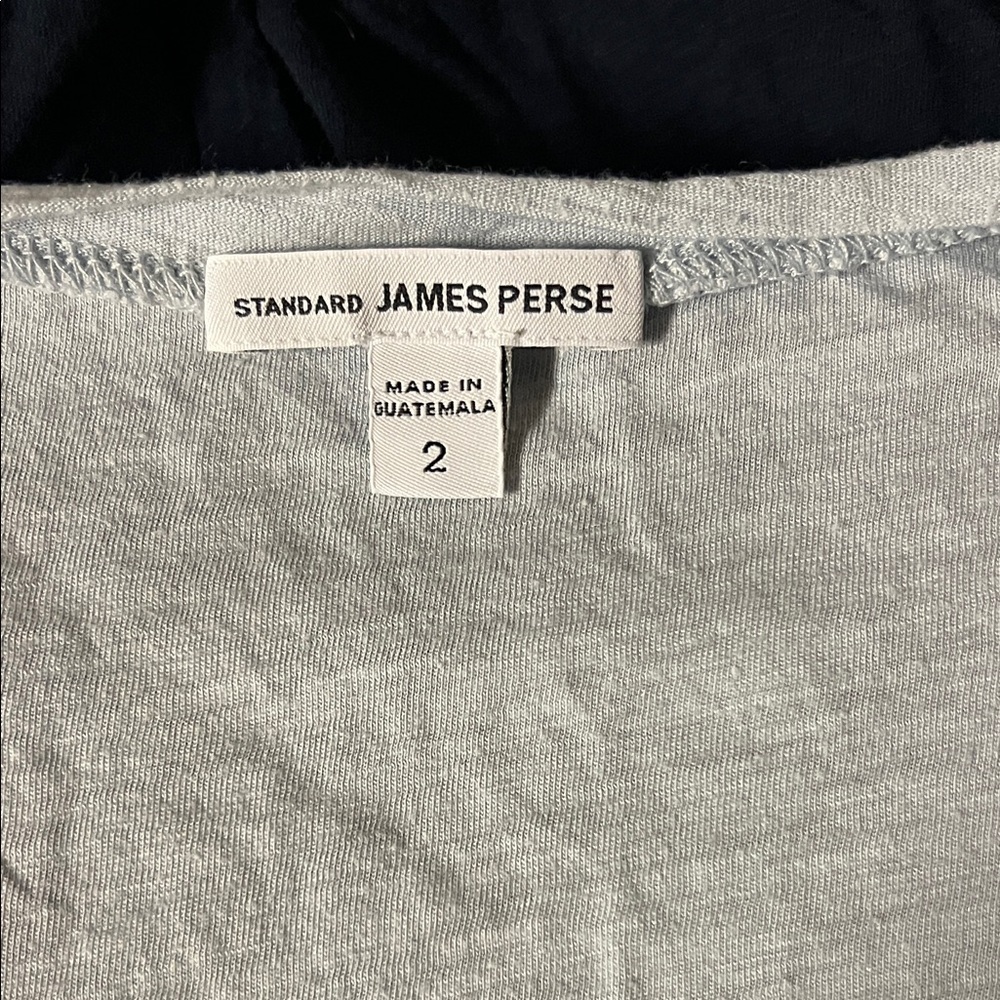 STANDARD JAMES PERSE
MADE IN
GUATEMALA
2